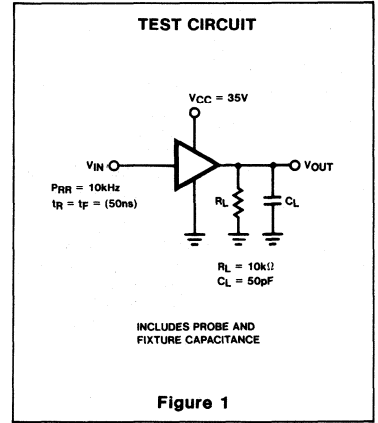 TEST CIRCUIT
VCC = 35V
VIN
VOUT
PRR = 10kHz
tR = tF = (50ns)
RL
CL
RL = 10kΩ
CL = 50pF
INCLUDES PROBE AND
FIXTURE CAPACITANCE
Figure 1